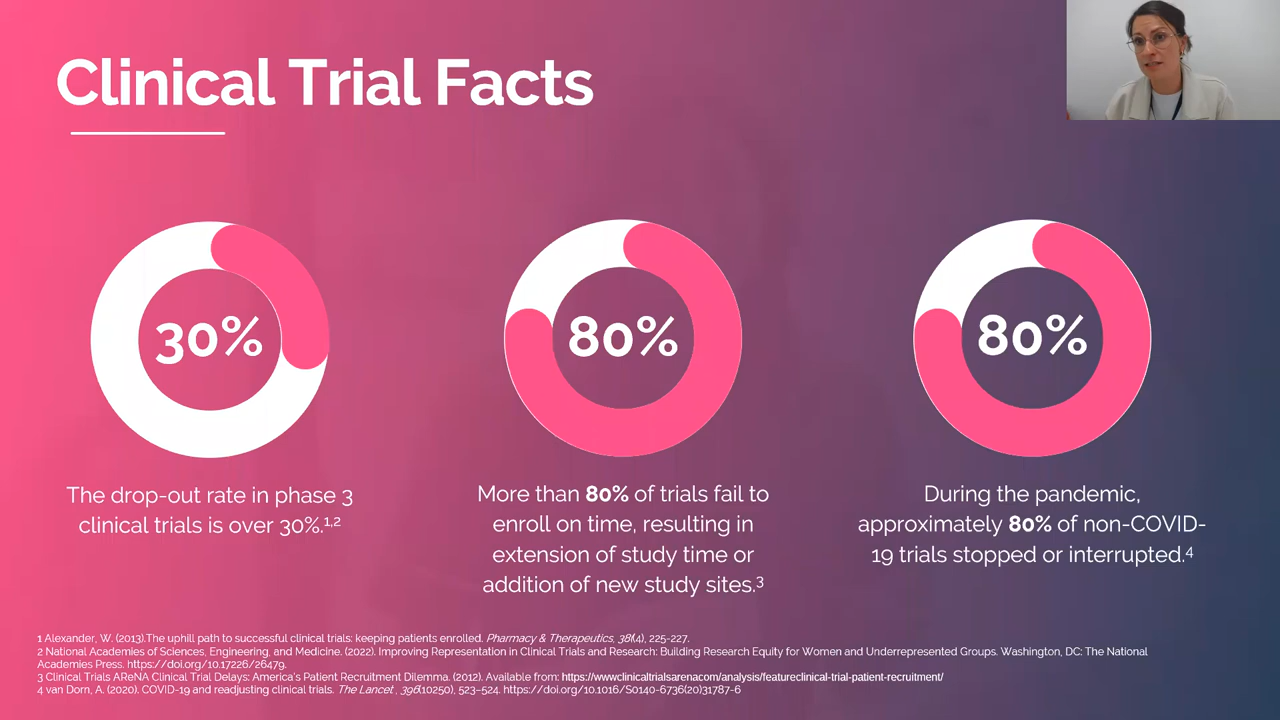 Clinical Trial Facts
30%
80%
80%
The drop-out rate in phase 3
clinical trials is over 30%.1,2
More than 80% of trials fail to
enroll on time, resulting in
extension of study time or
addition of new study sites.3
During the pandemic,
approximately 80% of non-COVID-
19 trials stopped or interrupted.4
1 Alexander, W. (2013).The uphill path to successful clinical trials: keeping patients enrolled. Pharmacy & Therapeutics, 38(4), 225-227.
2 National Academies of Sciences, Engineering, and Medicine. (2022). Improving Representation in Clinical Trials and Research: Building Research Equity for Women and Underrepresented Groups. Washington, DC: The National
Academies Press. https://doi.org/10.17226/26479.
3 Clinical Trials AReNA Clinical Trial Delays: America's Patient Recruitment Dilemma. (2012). Available from: https://wwwclinicaltrialsarenacom/analysis/featureclinical-trial-patient-recruitment/
4 van Dorn, A. (2020). COVID-19 and readjusting clinical trials. The Lancet , 396(10250), 523–524. https://doi.org/10.1016/S0140-6736(20)31787-6